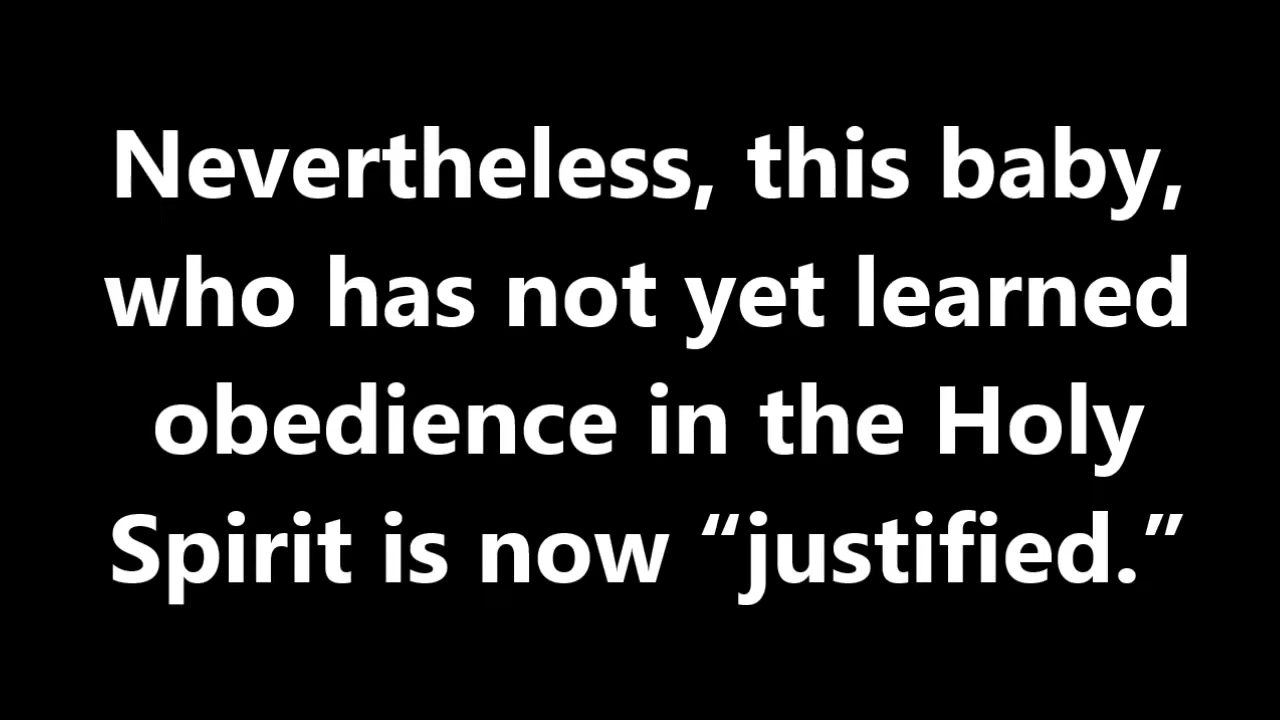 Nevertheless, this baby,
who has not yet learned
obedience in the Holy
Spirit is now “justified.”